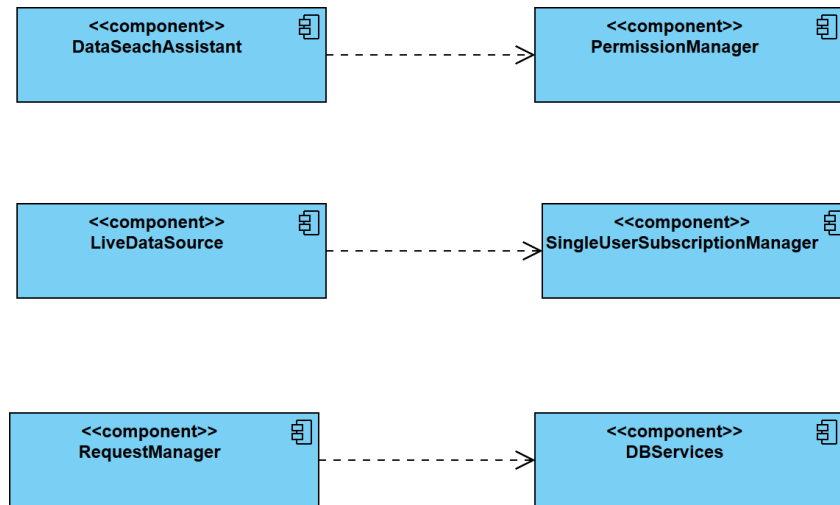 <<component>>
DataSeachAssistant
<<component>>
PermissionManager
<<component>>
LiveDataSource
<<component>>
SingleUserSubscriptionManager
<<component>>
RequestManager
<<component>>
DBServices